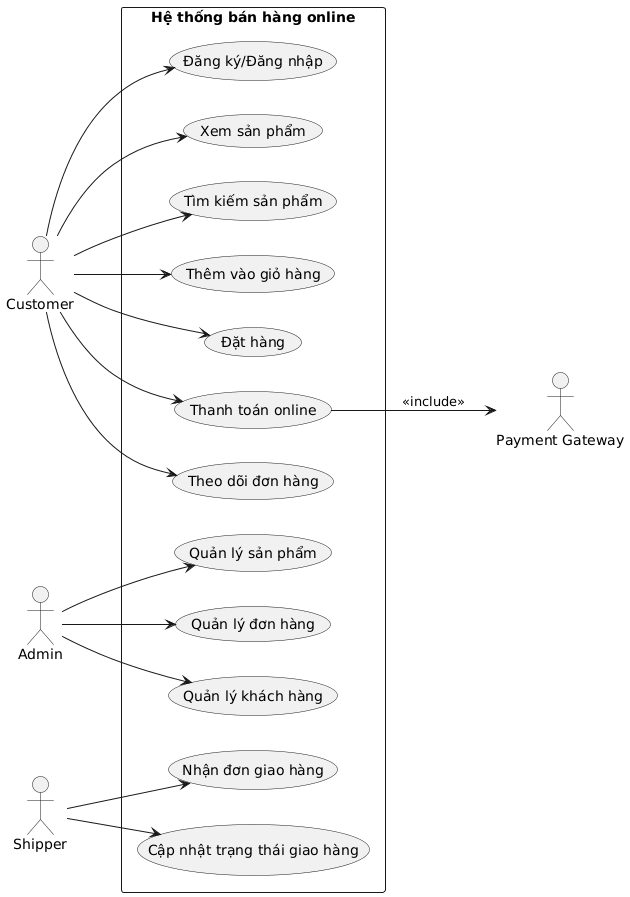 Hệ thống bán hàng online
Đăng ký/Đăng nhập
Xem sản phẩm
Tìm kiếm sản phẩm
Thêm vào giỏ hàng
Customer
Đặt hàng
Thanh toán online
«include»
Payment Gateway
Theo dõi đơn hàng
Quản lý sản phẩm
Quản lý đơn hàng
Admin
Quản lý khách hàng
Nhận đơn giao hàng
Shipper
Cập nhật trạng thái giao hàng